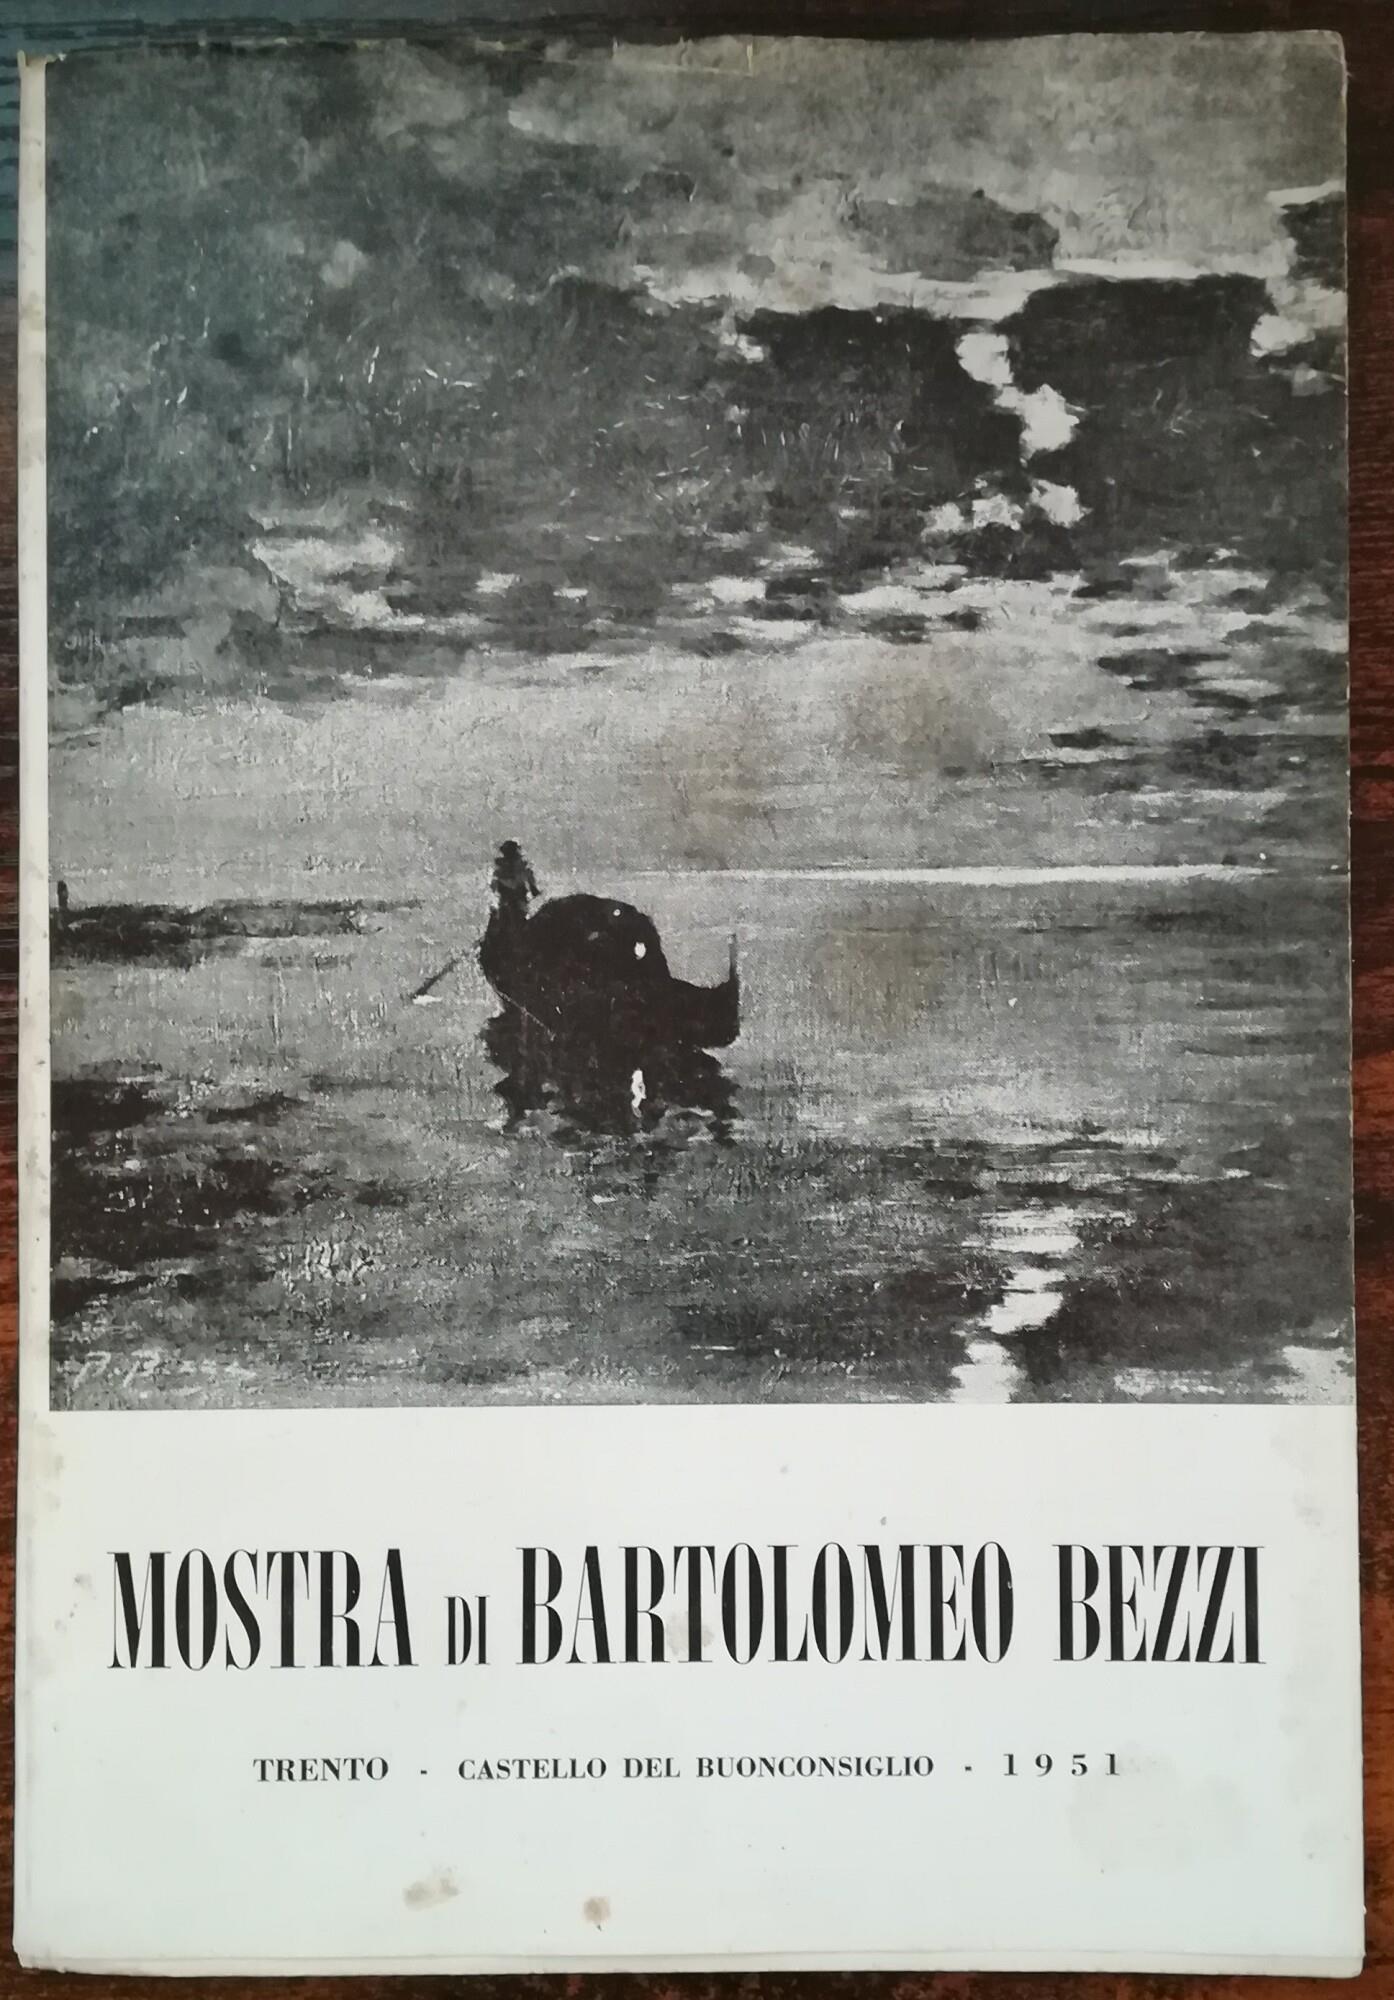 MOSTRA DI BARTOLOMEO BEZZI
TRENTO - CASTELLO DEL BUONCONSIGLIO - 1951